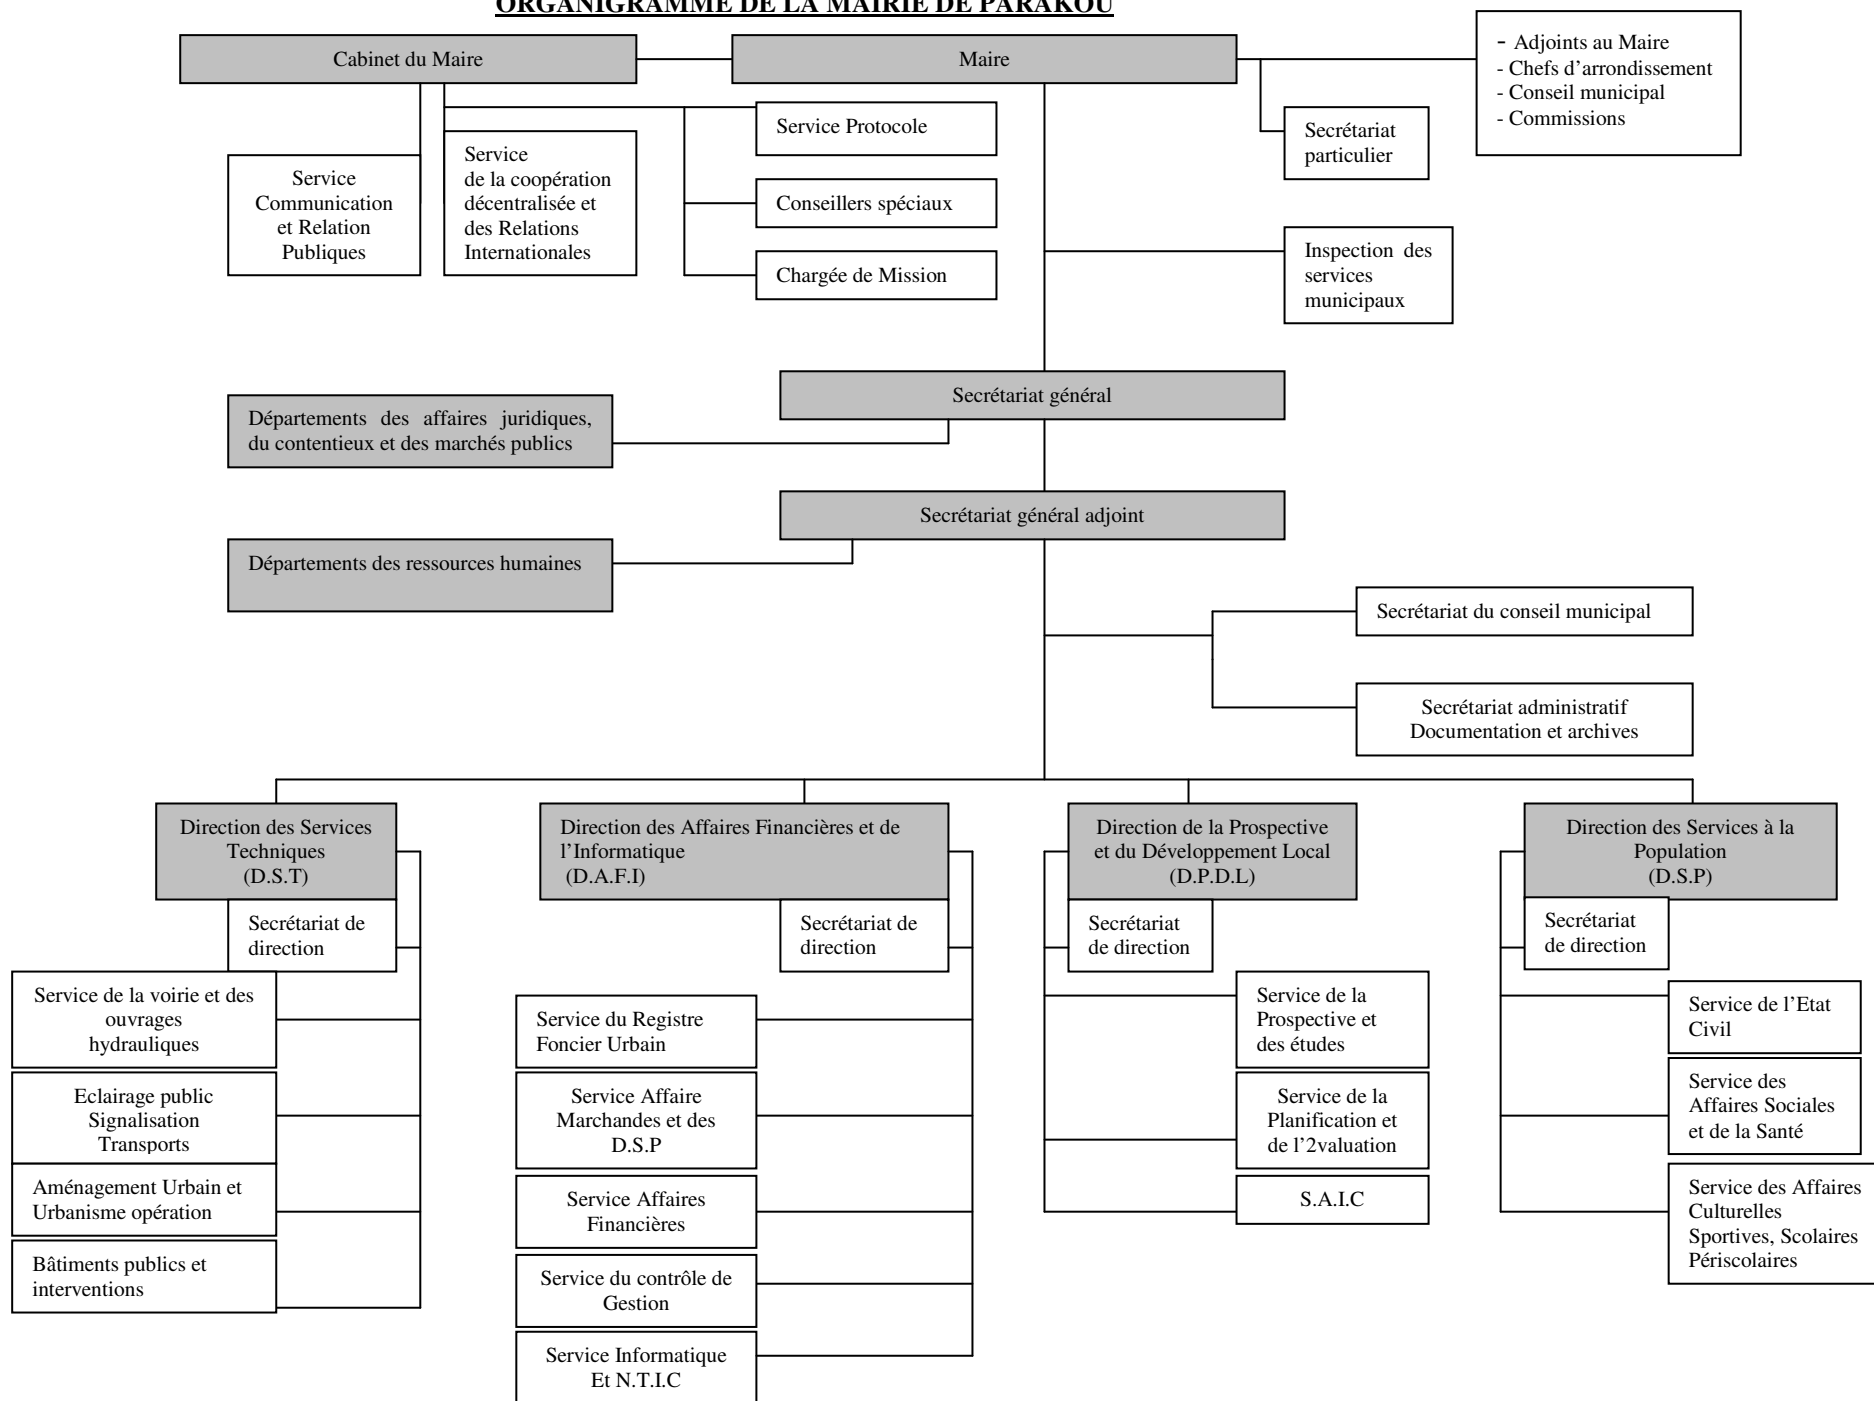 ORGANIGRAMME DE LA MAIRIE DE PARAKOU
Cabinet du Maire
Maire
- Adjoints au Maire
- Chefs d'arrondissement
- Conseil municipal
- Commissions
Service Protocole
Secrétariat
particulier
Service
Communication
et Relation
Publiques
Service
de la coopération
décentralisée et
des Relations
Internationales
Conseillers spéciaux
Chargée de Mission
Inspection des
services
municipaux
Secrétariat général
Départements des affaires juridiques,
du contentieux et des marchés publics
Secrétariat général adjoint
Départements des ressources humaines
Secrétariat du conseil municipal
Secrétariat administratif
Documentation et archives
Direction des Services
Techniques
(D.S.T)
Secrétariat de
direction
Service de la voirie et des
ouvrages
hydrauliques
Eclairage public
Signalisation
Transports
Aménagement Urbain et
Urbanisme opération
Bâtiments publics et
interventions
Direction des Affaires Financières et de
l'Informatique
(D.A.F.I)
Secrétariat de
direction
Service du Registre
Foncier Urbain
Service Affaire
Marchandes et des
D.S.P
Service Affaires
Financières
Service du contrôle de
Gestion
Service Informatique
Et N.T.I.C
Direction de la Prospective
et du Développement Local
(D.P.D.L)
Secrétariat
de direction
Service de la
Prospective et
des études
Service de la
Planification et
de l'2valuation
S.A.I.C
Direction des Services à la
Population
(D.S.P)
Secrétariat
de direction
Service de l'Etat
Civil
Service des
Affaires Sociales
et de la Santé
Service des Affaires
Culturelles
Sportives, Scolaires
Périscolaires